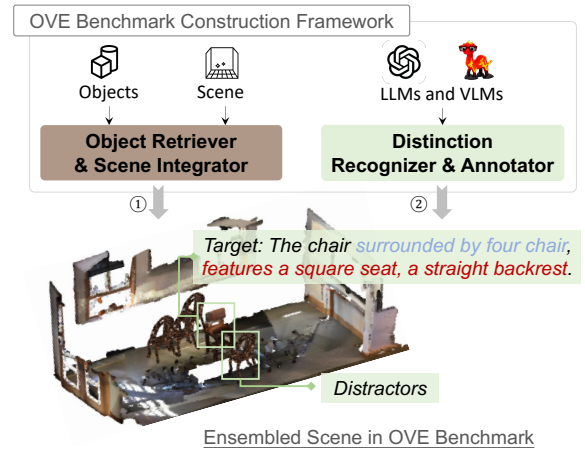 OVE Benchmark Construction Framework
Objects
Scene
LLMs and VLMs
Object Retriever
& Scene Integrator
Distinction
Recognizer & Annotator
①
②
Target: The chair surrounded by four chair,
features a square seat, a straight backrest.
Distractors
Ensembled Scene in OVE Benchmark